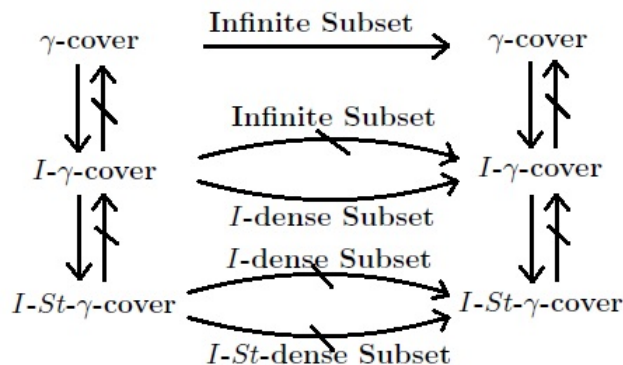 Infinite Subset
γ-cover γ-cover
Infinite Subset
I-γ-cover I-γ-cover
I-dense Subset
I-dense Subset
I-St-γ-cover I-St-γ-cover
I-St-dense Subset